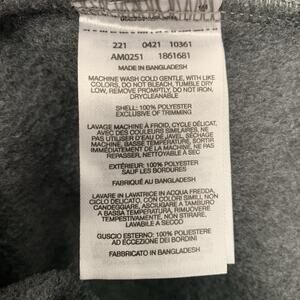 221 0421 10361
AM0251 1861681
MADE IN BANGLADESH
MACHINE WASH COLD GENTLE, WITH LIKE
COLORS, DO NOT BLEACH, TUMBLE DRY
LOW, REMOVE PROMPTLY, DO NOT IRON,
DRYCLEANABLE
SHELL: 100% POLYESTER
EXCLUSIVE OF TRIMMING
LAVAGE MACHINE À FROID, CYCLE DÉLICAT,
AVEC DES COULEURS SIMILAIRES, NE
PAS UTILISER D'EAU DE JAVEL, SÉCHAGE
MACHINE, BASSE TEMPÉRATURE, SORTIR
IMMÉDIATEMENT DE LA MACHINE, NE PAS
REPASSER, NETTOYABLE A SEC
EXTÉRIEUR: 100% POLYESTER
SAUF LES BORDURES
FABRIQUÉ AU BANGLADESH
LAVARE IN LAVATRICE IN ACQUA FREDDA,
CICLO DELICATO, CON COLORI SIMILI, NON
CANDEGGIARE, ASCIUGARE A TAMBURO
A BASSA TEMPERATURA, RIMUOVERE
TEMPESTIVAMENTE, NON STIRARE,
LAVABILE A SECCO
GUSCIO ESTERNO: 100% POLIESTERE
AD ECCEZIONE DEI BORDINI
FABBRICATO IN BANGLADESH